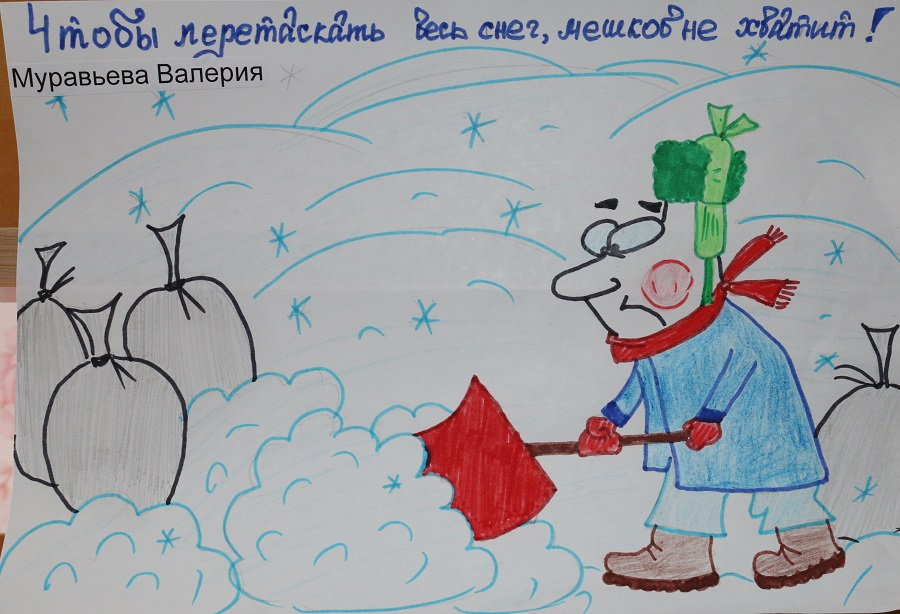 Чтобы перетаскать весь снег, мешков не хватит!
Муравьева Валерия